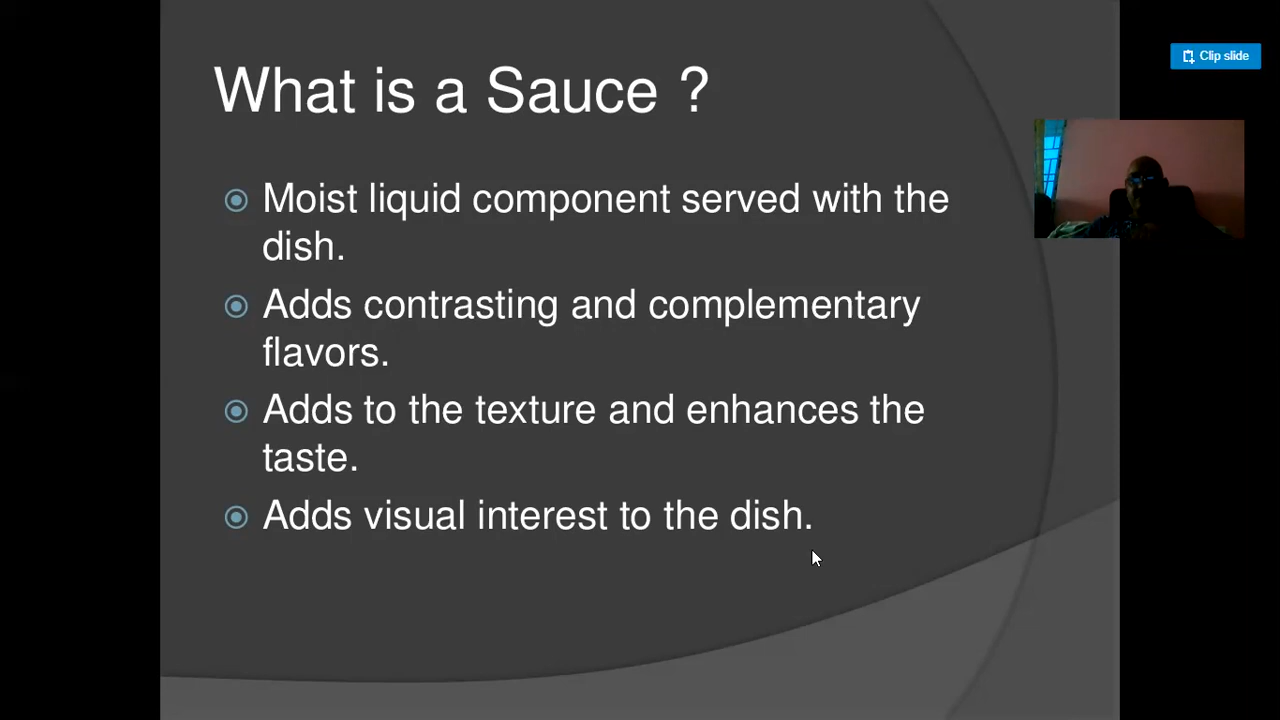 Clip slide
What is a Sauce ?
Moist liquid component served with the
dish.
Adds contrasting and complementary
flavors.
Adds to the texture and enhances the
taste.
Adds visual interest to the dish.